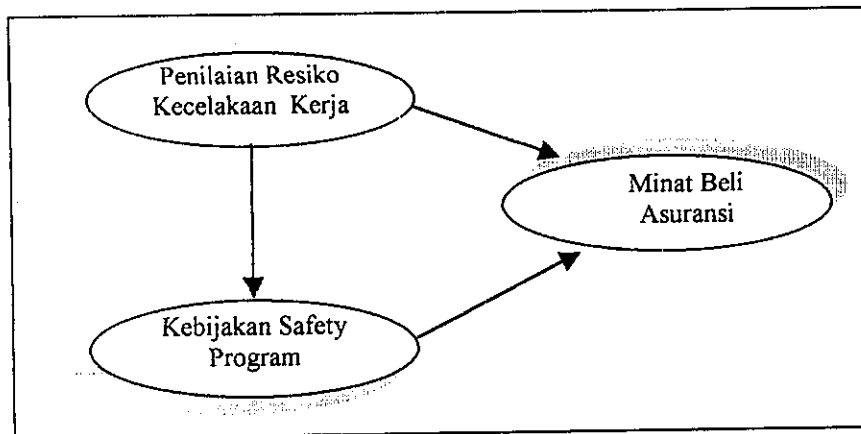 Penilaian Resiko
Kecelakaan Kerja
Minat Beli
Asuransi
Kebijakan Safety
Program